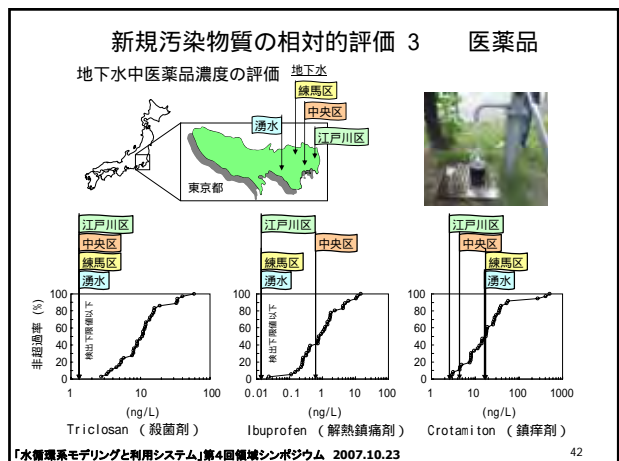 新規汚染物質の相対的評価 3　　医薬品
地下水中医薬品濃度の評価
地下水
練馬区
中央区
湧水
江戸川区
東京都
江戸川区
中央区
練馬区
湧水
江戸川区
中央区
練馬区
湧水
江戸川区
中央区
練馬区
湧水
非超過率 (%)
100
80
60
40
20
0
検出下限値以下
1 10 100
(ng/L)
Triclosan (殺菌剤)
100
80
60
40
20
0
検出下限値以下
0.01 0.1 1 10 100
(ng/L)
Ibuprofen (解熱鎮痛剤)
100
80
60
40
20
0
1 10 100 1000
(ng/L)
Crotamiton (鎮痒剤)
「水循環系モデリングと利用システム」第4回領域シンポジウム 2007.10.23
42